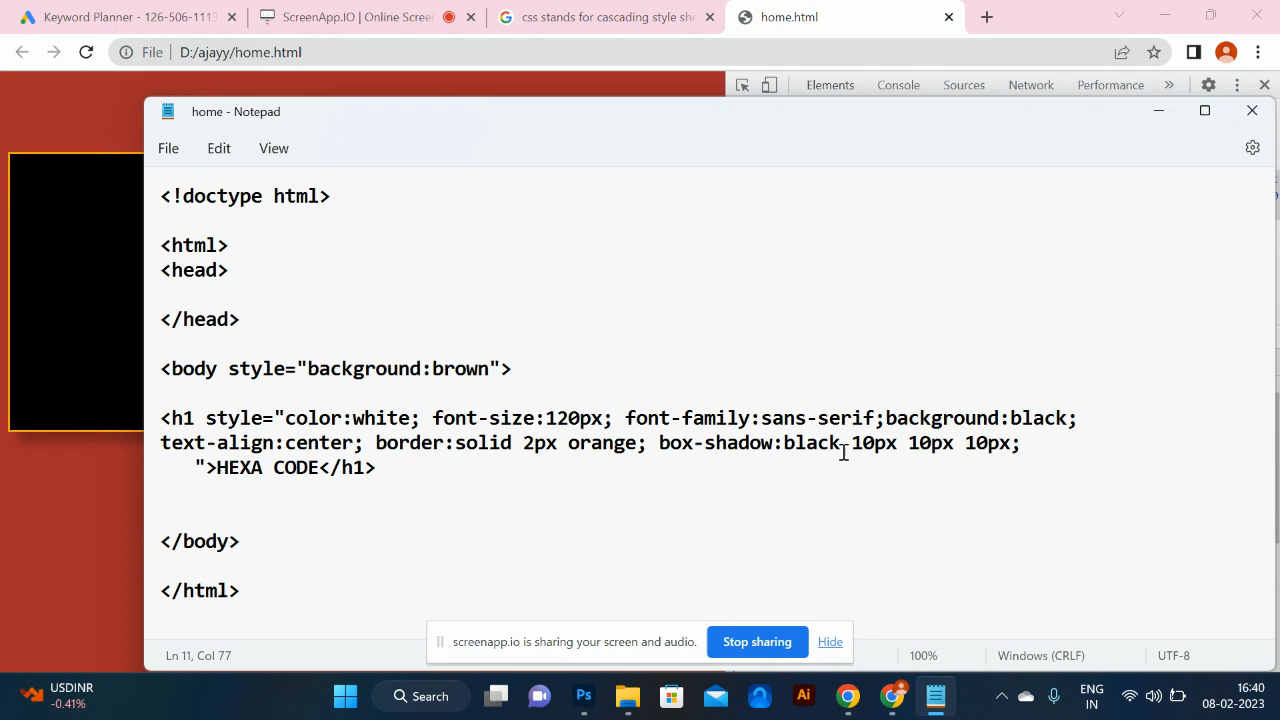 Keyword Planner - 126-506-1113
ScreenApp.IO | Online Screen
css stands for cascading style she
home.html
File | D:/ajayy/home.html
Elements Console Sources Network Performance »
home - Notepad
File Edit View
<!doctype html>
<html>
<head>
</head>
<body style="background:brown">
<h1 style="color:white; font-size:120px; font-family:sans-serif;background:black;
text-align:center; border:solid 2px orange; box-shadow:black 10px 10px 10px;
">HEXA CODE</h1>
</body>
</html>
screenapp.io is sharing your screen and audio. Stop sharing Hide
Ln 11, Col 77 100% Windows (CRLF) UTF-8
USDINR
-0.41%
Search
Ps
Ai
ENG
IN
16:40
08-02-2023